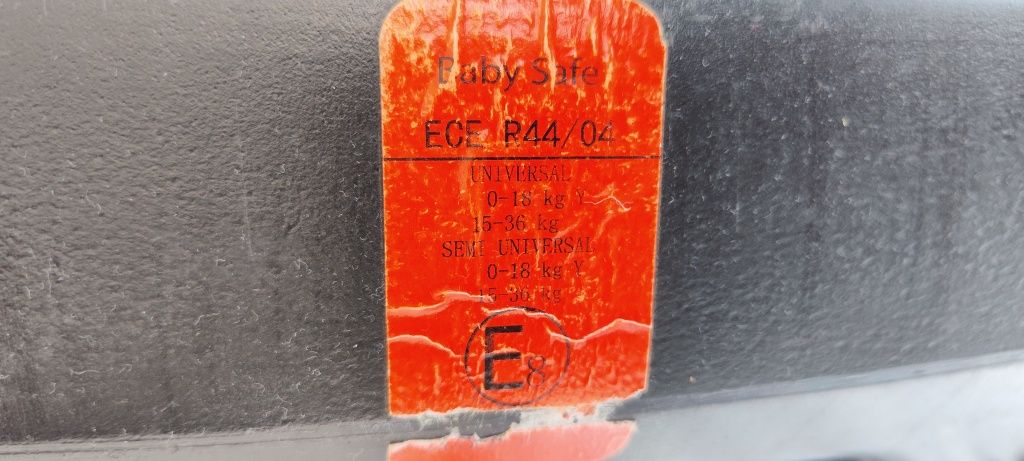 Baby Safe
ECE R44/04
UNIVERSAL
0-18 kg Y
15-36 kg
SEMI UNIVERSAL
0-18 kg Y
15-36 kg
E8